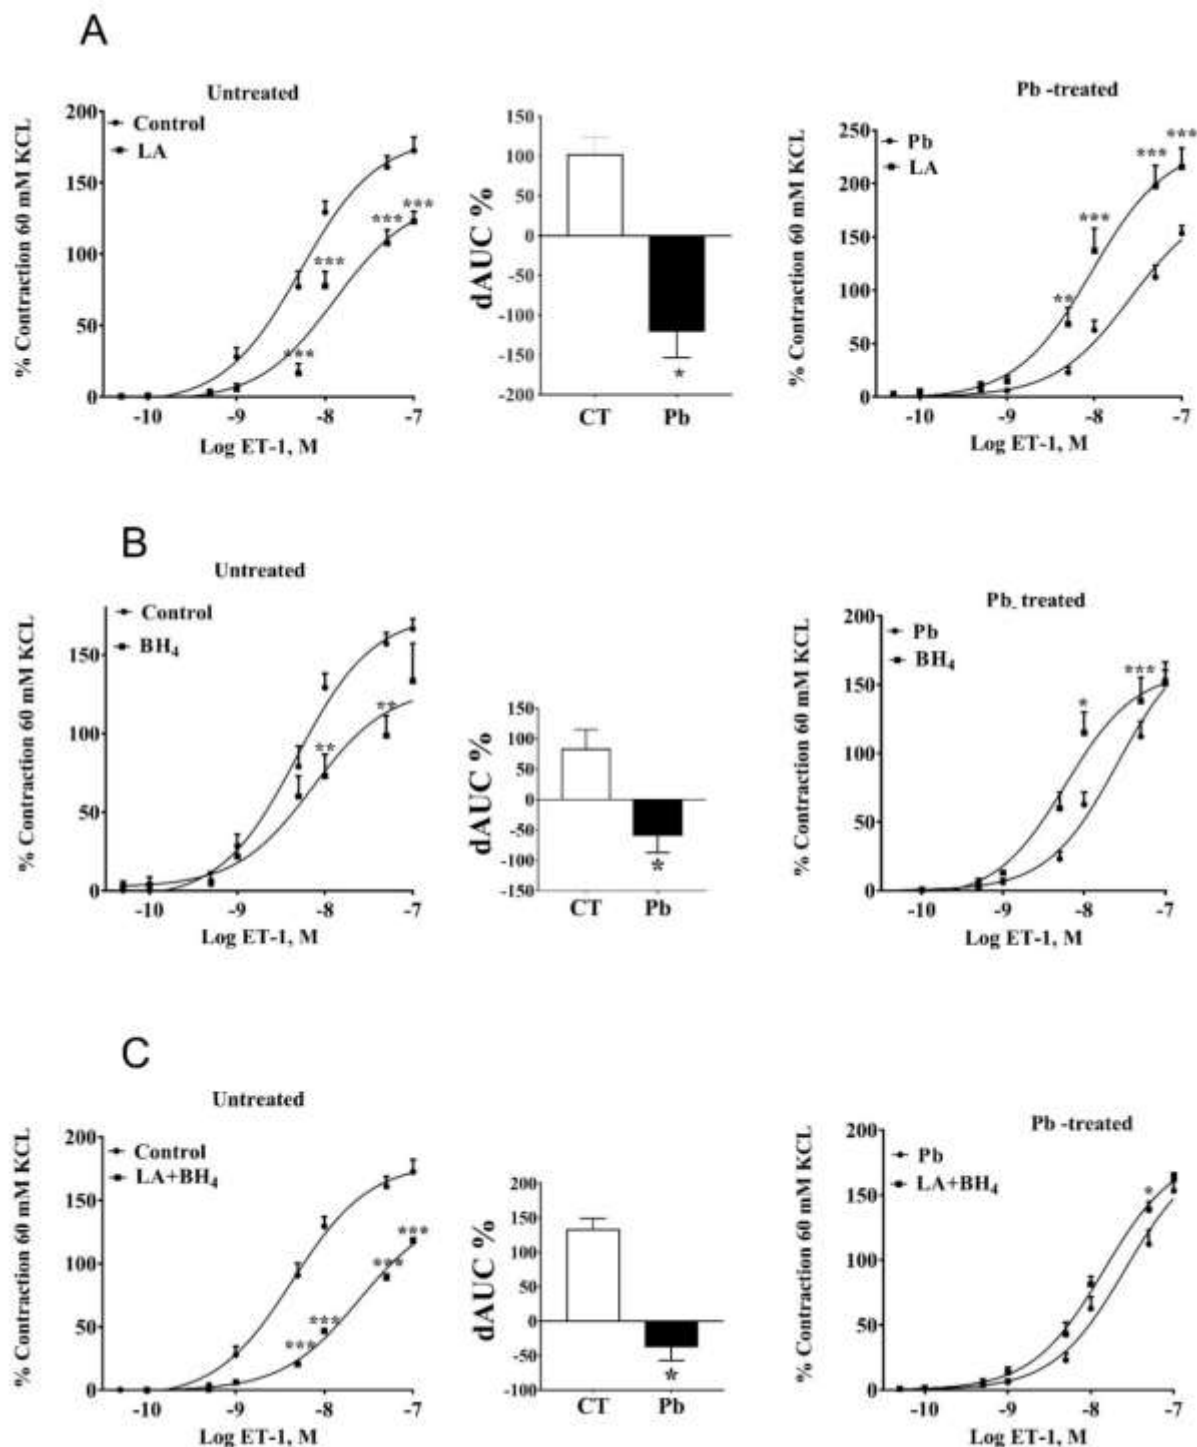 A
Untreated
% Contraction 60 mM KCL
200
150
100
50
0
Control
LA
***
***
***
***
-10
-9
-8
-7
Log ET-1, M
dAUC %
150
100
50
0
-50
-100
-150
-200
*
CT
Pb
Pb -treated
% Contraction 60 mM KCL
250
200
150
100
50
0
Pb
LA
**
***
***
***
-10
-9
-8
-7
Log ET-1, M
B
Untreated
% Contraction 60 mM KCL
150
100
50
0
Control
BH4
**
**
-10
-9
-8
-7
Log ET-1, M
dAUC %
150
100
50
0
-50
-100
-150
*
CT
Pb
Pb- treated
% Contraction 60 mM KCL
200
150
100
50
0
Pb
BH4
*
***
-10
-9
-8
-7
Log ET-1, M
C
Untreated
% Contraction 60 mM KCL
200
150
100
50
0
Control
LA+BH4
***
***
***
***
-10
-9
-8
-7
Log ET-1, M
dAUC %
200
150
100
50
0
-50
-100
*
CT
Pb
Pb -treated
% Contraction 60 mM KCL
200
150
100
50
0
Pb
LA+BH4
*
-10
-9
-8
-7
Log ET-1, M